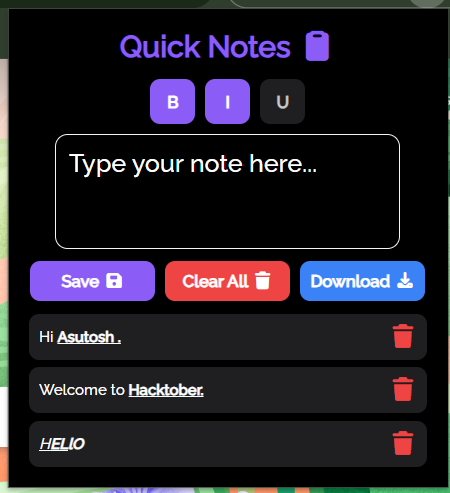 Quick Notes
B I U
Type your note here...
Save Clear All Download
Hi Asutosh .
Welcome to Hacktober.
HELlO